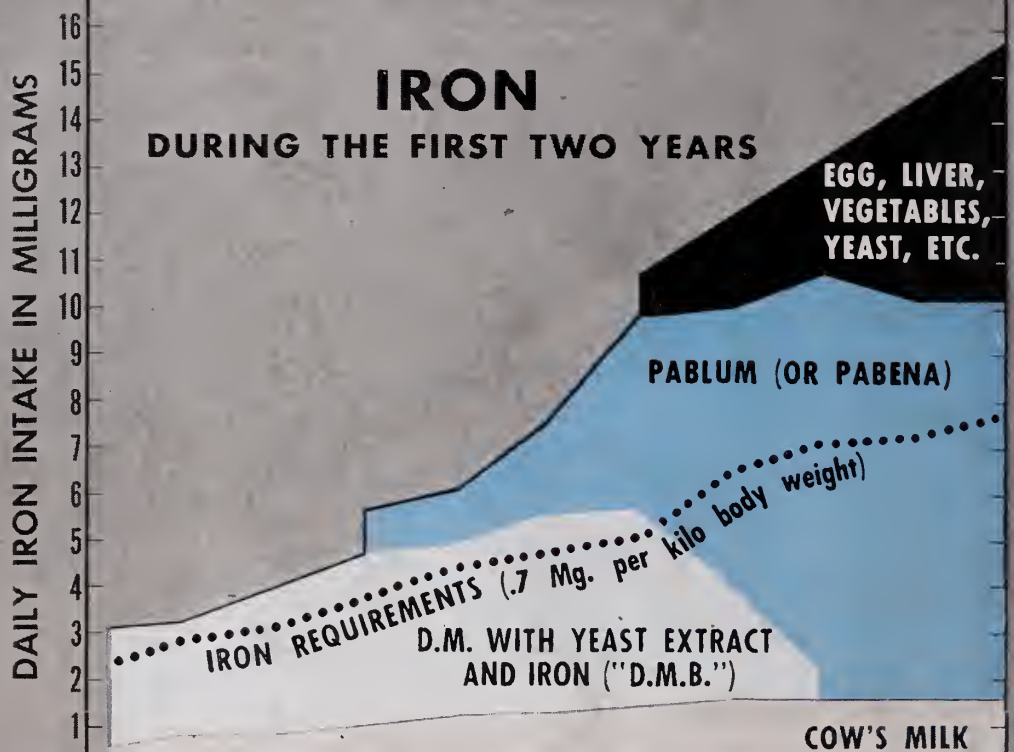 IRON
DURING THE FIRST TWO YEARS
DAILY IRON INTAKE IN MILLIGRAMS
16
15
14
13
12
11
10
9
8
7
6
5
4
3
2
1
EGG, LIVER,
VEGETABLES,
YEAST, ETC.
PABLUM (OR PABENA)
IRON REQUIREMENTS (.7 Mg. per kilo body weight)
D.M. WITH YEAST EXTRACT
AND IRON ("D.M.B.")
COW'S MILK